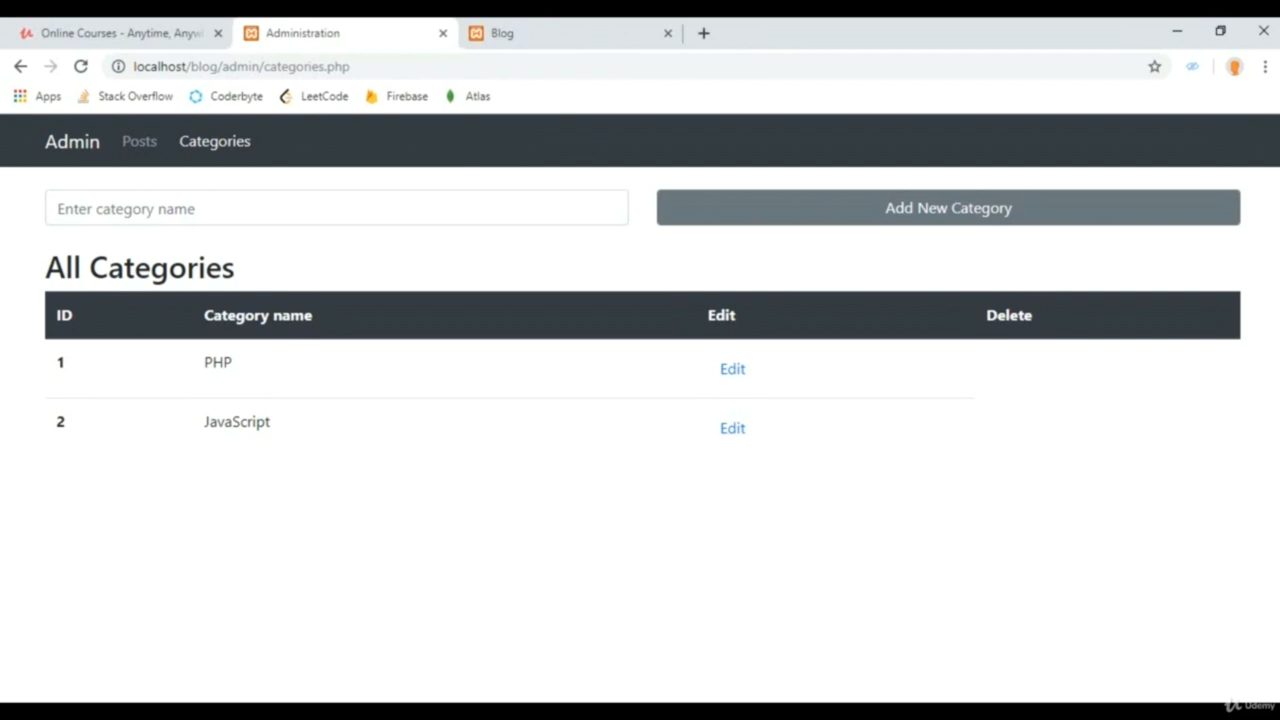 Online Courses - Anytime, Anywh
Administration
Blog
localhost/blog/admin/categories.php
Apps
Stack Overflow
Coderbyte
LeetCode
Firebase
Atlas
Admin Posts Categories
Enter category name
Add New Category
All Categories
ID Category name Edit Delete
1 PHP Edit
2 JavaScript Edit
Udemy